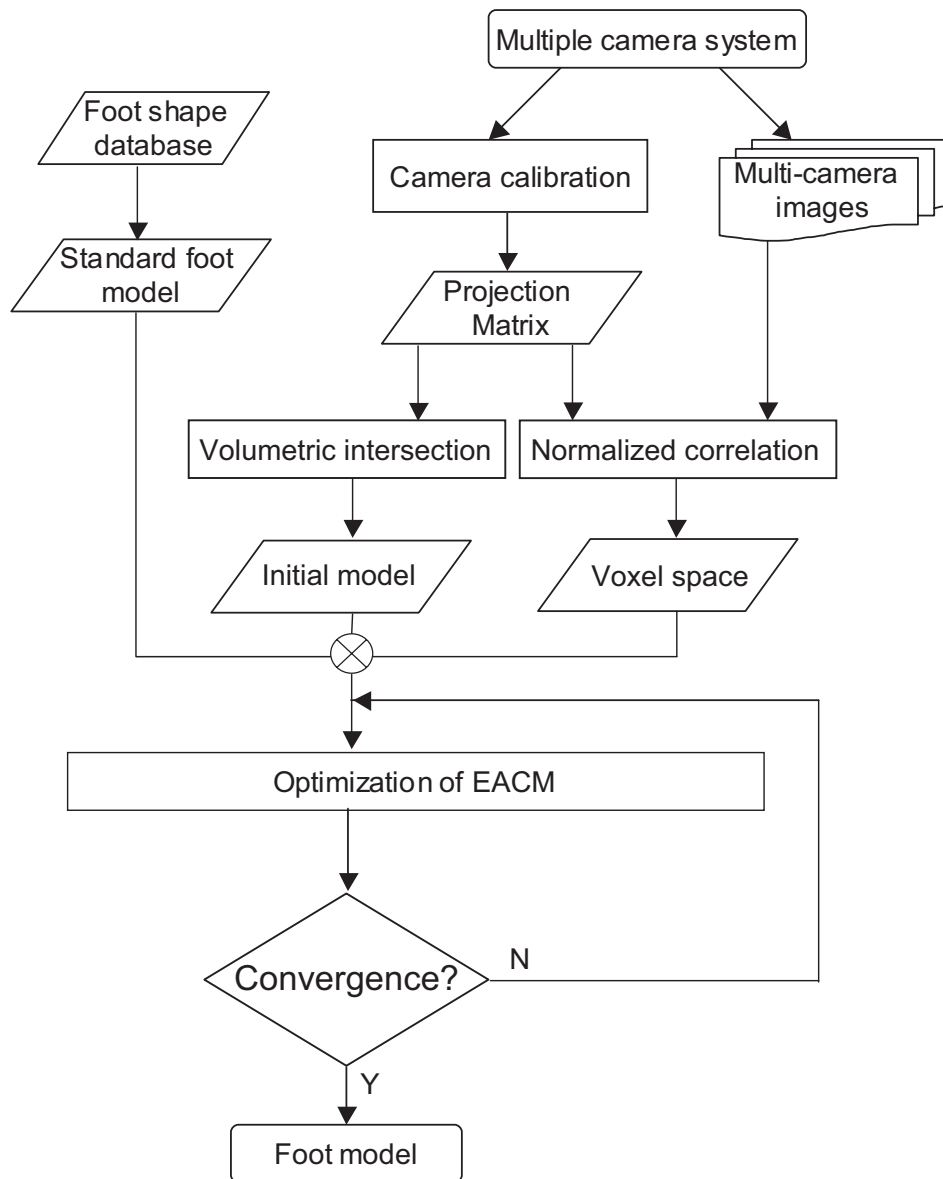 Multiple camera system
Foot shape
database
Camera calibration
Multi-camera
images
Standard foot
model
Projection
Matrix
Volumetric intersection
Normalized correlation
Initial model
Voxel space
Optimization of EACM
Convergence?
N
Y
Foot model